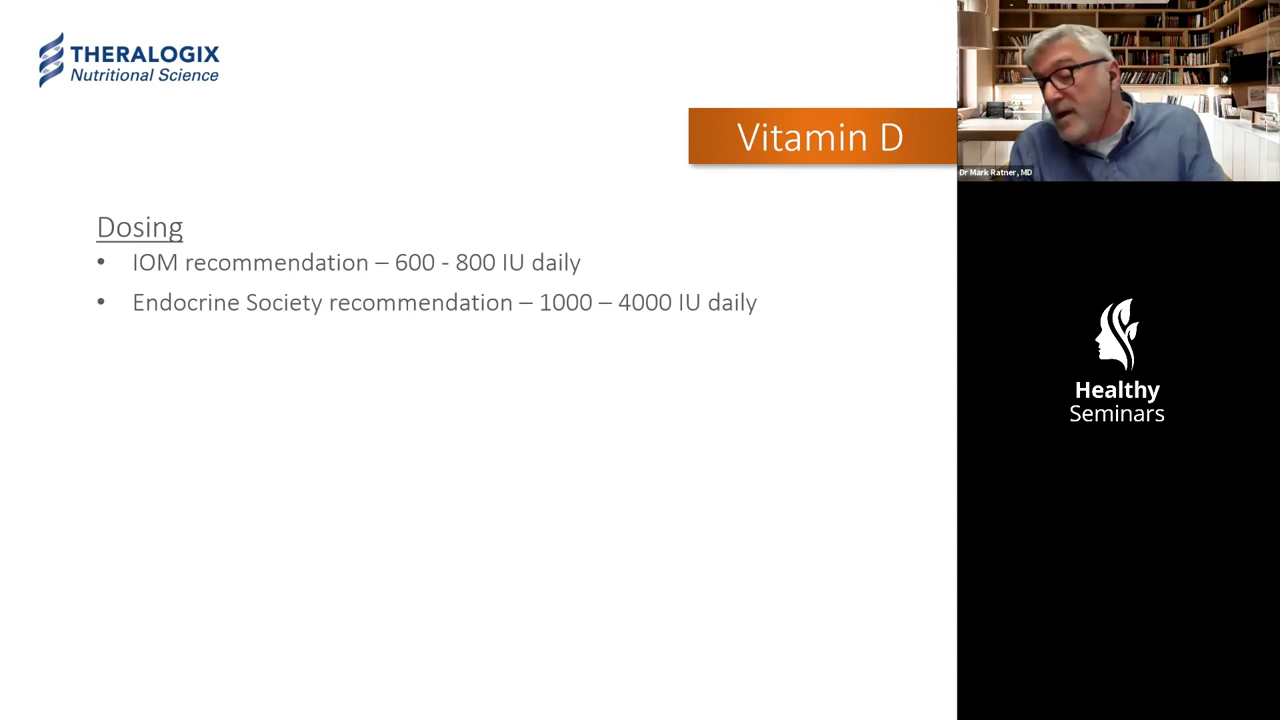 THERALOGIX
Nutritional Science
Vitamin D
Dr Mark Ratner, MD
Dosing
• IOM recommendation – 600 - 800 IU daily
• Endocrine Society recommendation – 1000 – 4000 IU daily
Healthy
Seminars